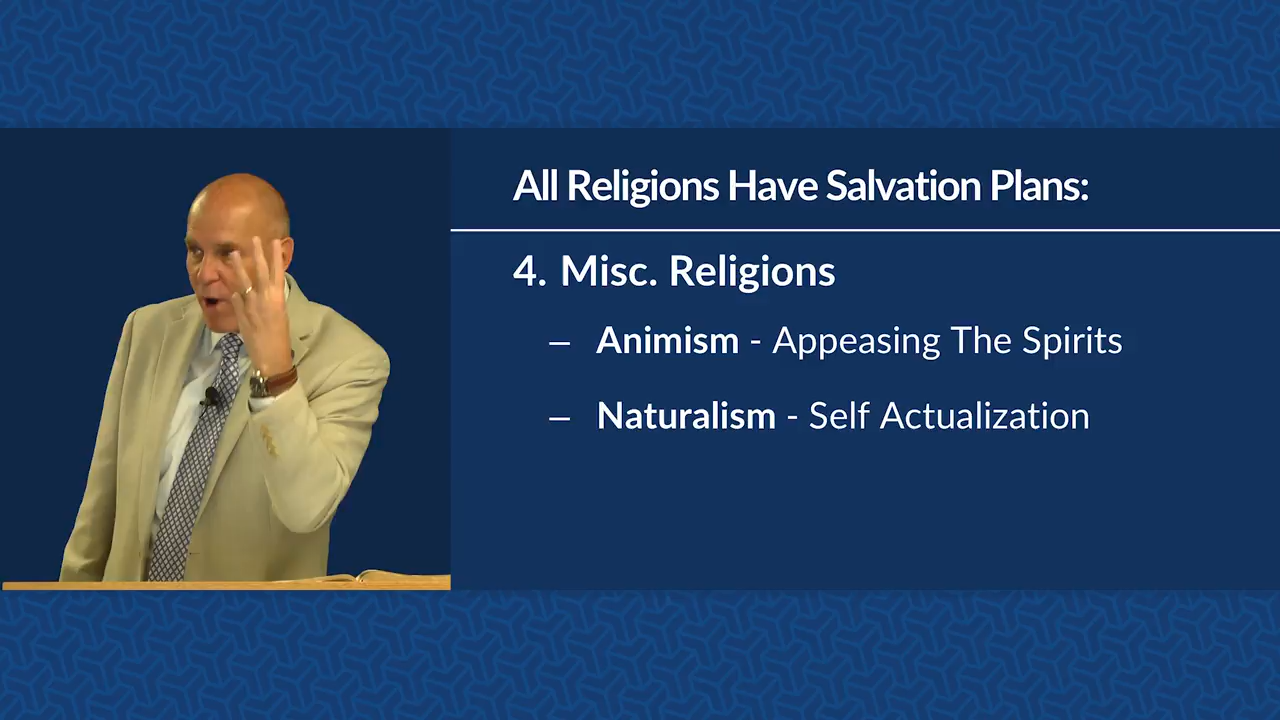 All Religions Have Salvation Plans:
4. Misc. Religions
– Animism - Appeasing The Spirits
– Naturalism - Self Actualization